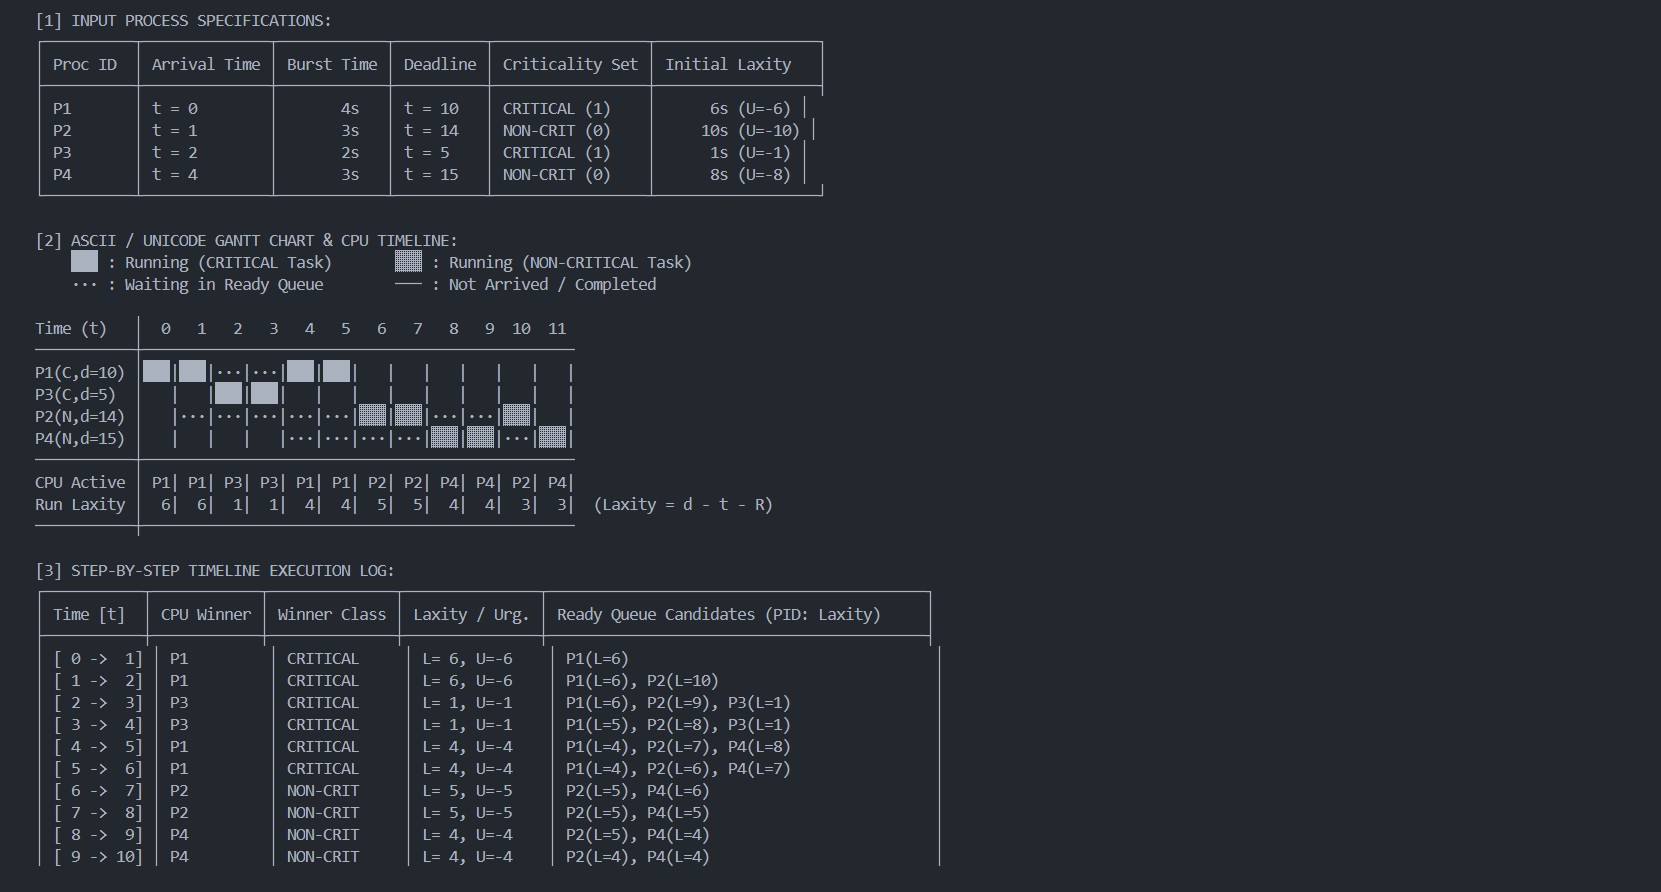 [1] INPUT PROCESS SPECIFICATIONS:
Proc ID | Arrival Time | Burst Time | Deadline | Criticality Set | Initial Laxity
P1 | t = 0 | 4s | t = 10 | CRITICAL (1) | 6s (U=-6) |
P2 | t = 1 | 3s | t = 14 | NON-CRIT (0) | 10s (U=-10) |
P3 | t = 2 | 2s | t = 5 | CRITICAL (1) | 1s (U=-1) |
P4 | t = 4 | 3s | t = 15 | NON-CRIT (0) | 8s (U=-8) |
[2] ASCII / UNICODE GANTT CHART & CPU TIMELINE:
███ : Running (CRITICAL Task) ▒▒▒ : Running (NON-CRITICAL Task)
··· : Waiting in Ready Queue ─── : Not Arrived / Completed
Time (t) | 0 1 2 3 4 5 6 7 8 9 10 11
P1(C,d=10) |███|███|···|···|███|███| | | | | | |
P3(C,d=5) | | |███|███| | | | | | | | |
P2(N,d=14) | |···|···|···|···|···|▒▒▒|▒▒▒|···|···|▒▒▒| |
P4(N,d=15) | | | | |···|···|···|···|▒▒▒|▒▒▒|···|▒▒▒|
CPU Active | P1| P1| P3| P3| P1| P1| P2| P2| P4| P4| P2| P4|
Run Laxity | 6| 6| 1| 1| 4| 4| 5| 5| 4| 4| 3| 3| (Laxity = d - t - R)
[3] STEP-BY-STEP TIMELINE EXECUTION LOG:
Time [t] | CPU Winner | Winner Class | Laxity / Urg. | Ready Queue Candidates (PID: Laxity)
[ 0 -> 1] | P1 | CRITICAL | L= 6, U=-6 | P1(L=6) |
[ 1 -> 2] | P1 | CRITICAL | L= 6, U=-6 | P1(L=6), P2(L=10) |
[ 2 -> 3] | P3 | CRITICAL | L= 1, U=-1 | P1(L=6), P2(L=9), P3(L=1) |
[ 3 -> 4] | P3 | CRITICAL | L= 1, U=-1 | P1(L=5), P2(L=8), P3(L=1) |
[ 4 -> 5] | P1 | CRITICAL | L= 4, U=-4 | P1(L=4), P2(L=7), P4(L=8) |
[ 5 -> 6] | P1 | CRITICAL | L= 4, U=-4 | P1(L=4), P2(L=6), P4(L=7) |
[ 6 -> 7] | P2 | NON-CRIT | L= 5, U=-5 | P2(L=5), P4(L=6) |
[ 7 -> 8] | P2 | NON-CRIT | L= 5, U=-5 | P2(L=5), P4(L=5) |
[ 8 -> 9] | P4 | NON-CRIT | L= 4, U=-4 | P2(L=5), P4(L=4) |
[ 9 -> 10] | P4 | NON-CRIT | L= 4, U=-4 | P2(L=4), P4(L=4) |